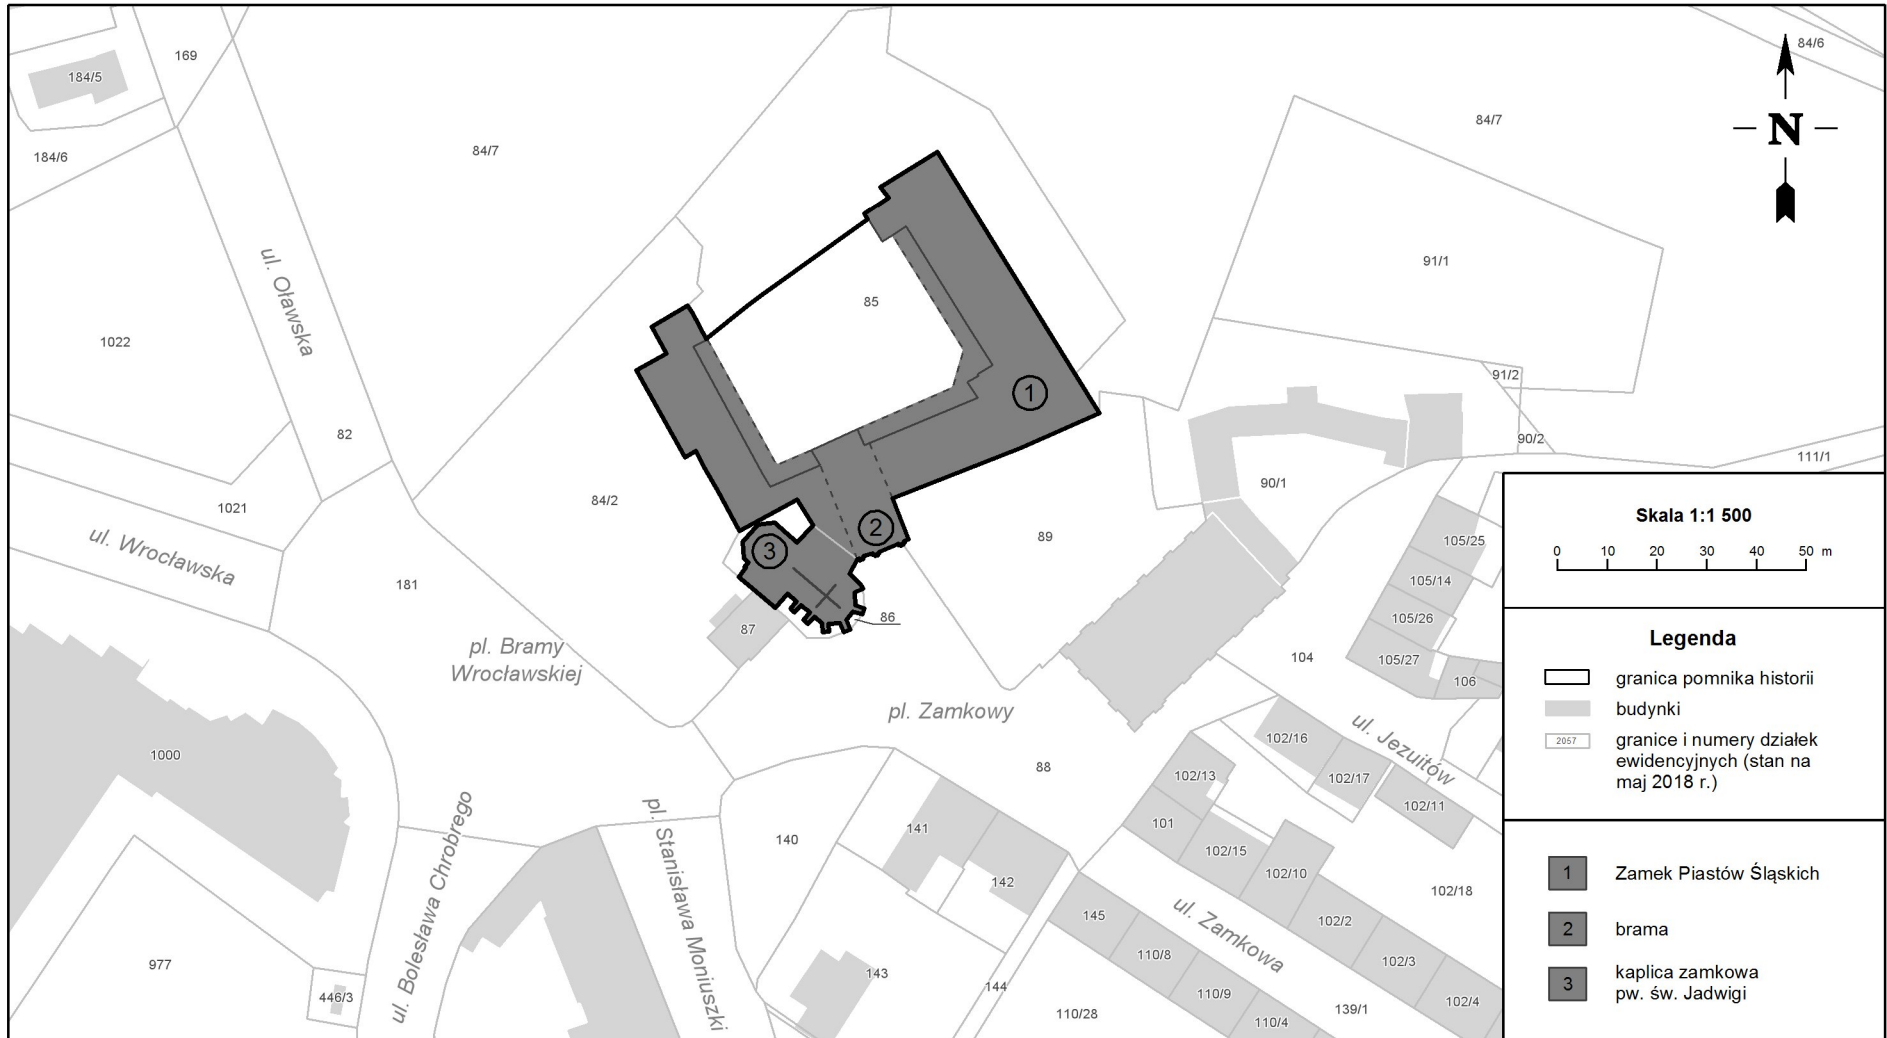 184/5
169
84/7
84/6
84/7
N
184/6
ul. Oławska
85
91/1
1022
1
91/2
82
90/2
111/1
84/2
1021
90/1
ul. Wrocławska
2
3
89
181
86
87
pl. Bramy
Wrocławskiej
pl. Zamkowy
104
105/25
105/14
105/26
105/27
106
102/16
ul. Jezuitów
102/17
102/11
1000
88
102/13
101
102/15
102/10
102/18
102/2
102/3
102/4
ul. Bolesława Chrobrego
pl. Stanisława Moniuszki
140
141
142
145
ul. Zamkowa
110/8
110/9
110/4
139/1
977
446/3
143
144
110/28
Skala 1:1 500
0 10 20 30 40 50 m
Legenda
granica pomnika historii
budynki
2057 granice i numery działek
ewidencyjnych (stan na
maj 2018 r.)
1 Zamek Piastów Śląskich
2 brama
3 kaplica zamkowa
pw. św. Jadwigi